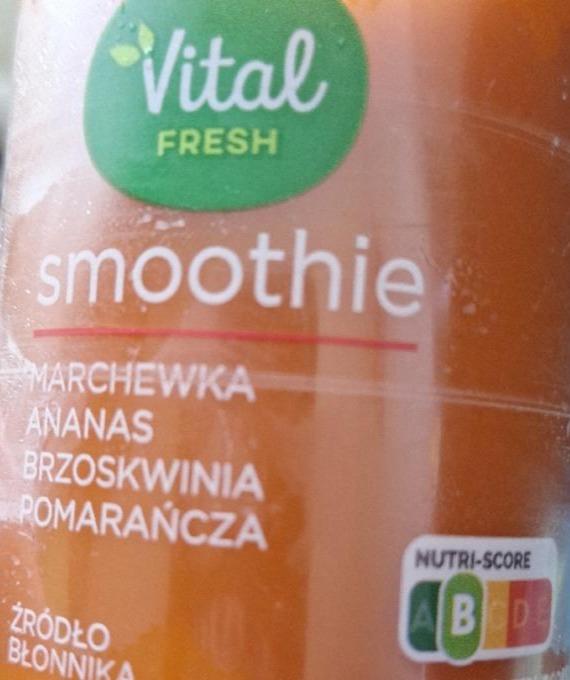 Vital
FRESH
smoothie
MARCHEWKA
ANANAS
BRZOSKWINIA
POMARAŃCZA
NUTRI-SCORE
A B C D E
ŹRÓDŁO
BŁONNIKA